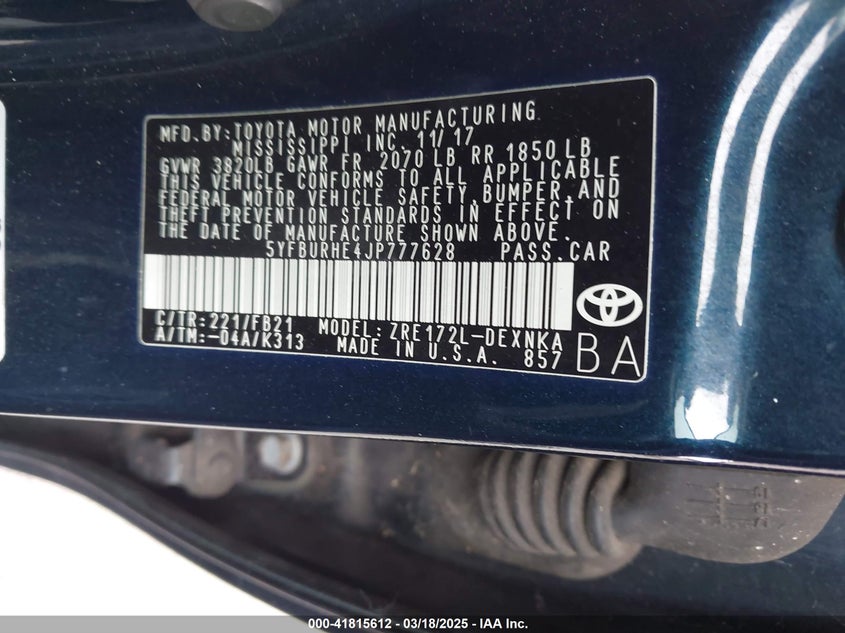 MFD.BY:TOYOTA MOTOR MANUFACTURING
MISSISSIPPI INC. 11/17
GVWR 3820LB GAWR FR 2070 LB RR 1850 LB
THIS VEHICLE CONFORMS TO ALL APPLICABLE
FEDERAL MOTOR VEHICLE SAFETY,BUMPER,AND
THEFT PREVENTION STANDARDS IN EFFECT ON
THE DATE OF MANUFACTURE SHOWN ABOVE.
5YFBURHE4JP777628 PASS.CAR
C/TR:221/FB21 MODEL:ZRE172L-DEXNKA
A/TM:-04A/K313 MADE IN U.S.A. 857
BA
000-41815612 - 03/18/2025 - IAA Inc.